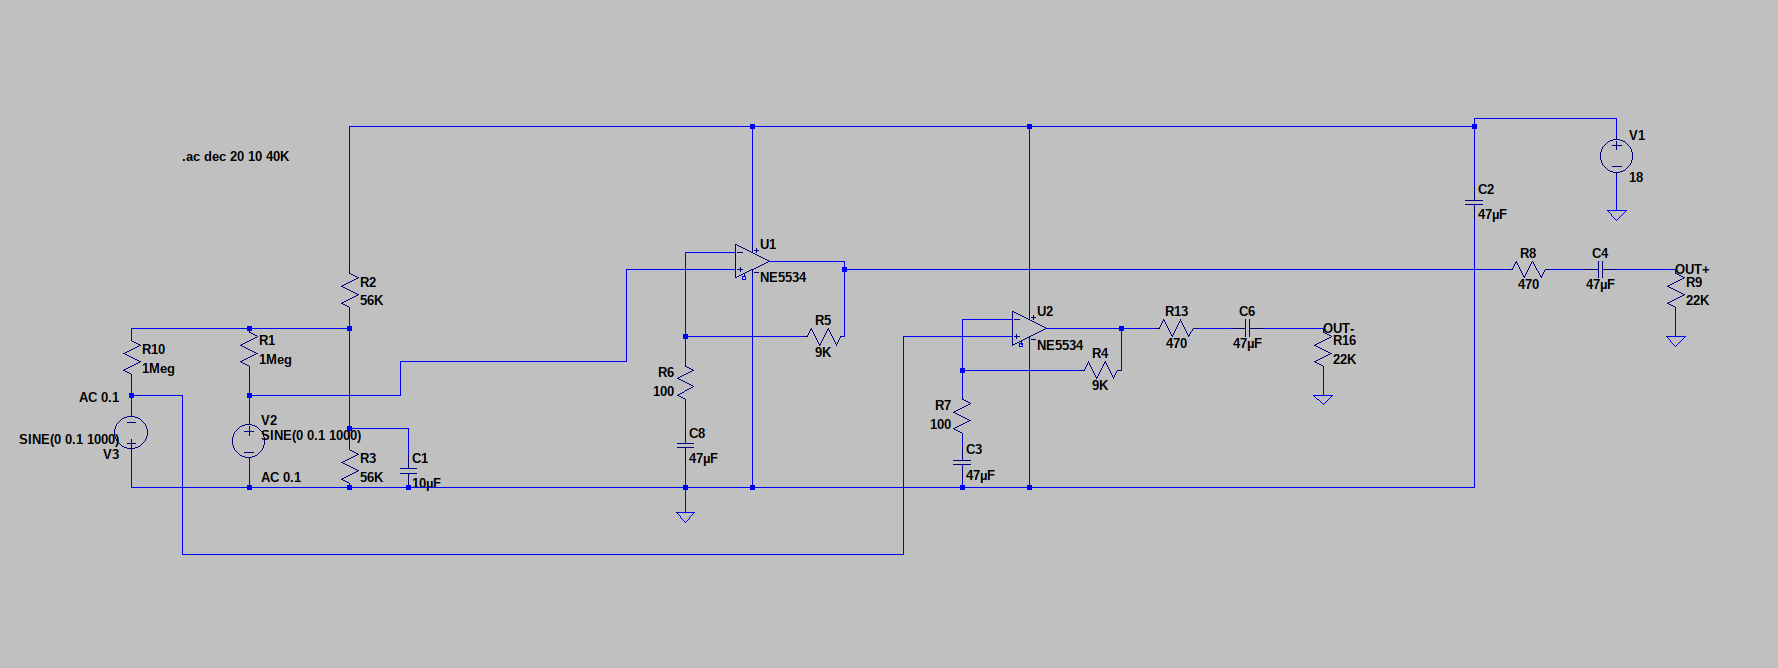 V1
.ac dec 20 10 40K
18
C2
47µF
U1
NE5534
R8
470
C4
47µF
OUT+
R9
22K
R2
56K
U2
NE5534
R5
9K
R13
470
C6
47µF
OUT-
R16
22K
R10
1Meg
R1
1Meg
R4
9K
R6
100
AC 0.1
SINE(0 0.1 1000)
V3
V2
SINE(0 0.1 1000)
AC 0.1
R3
56K
C1
10µF
C8
47µF
R7
100
C3
47µF